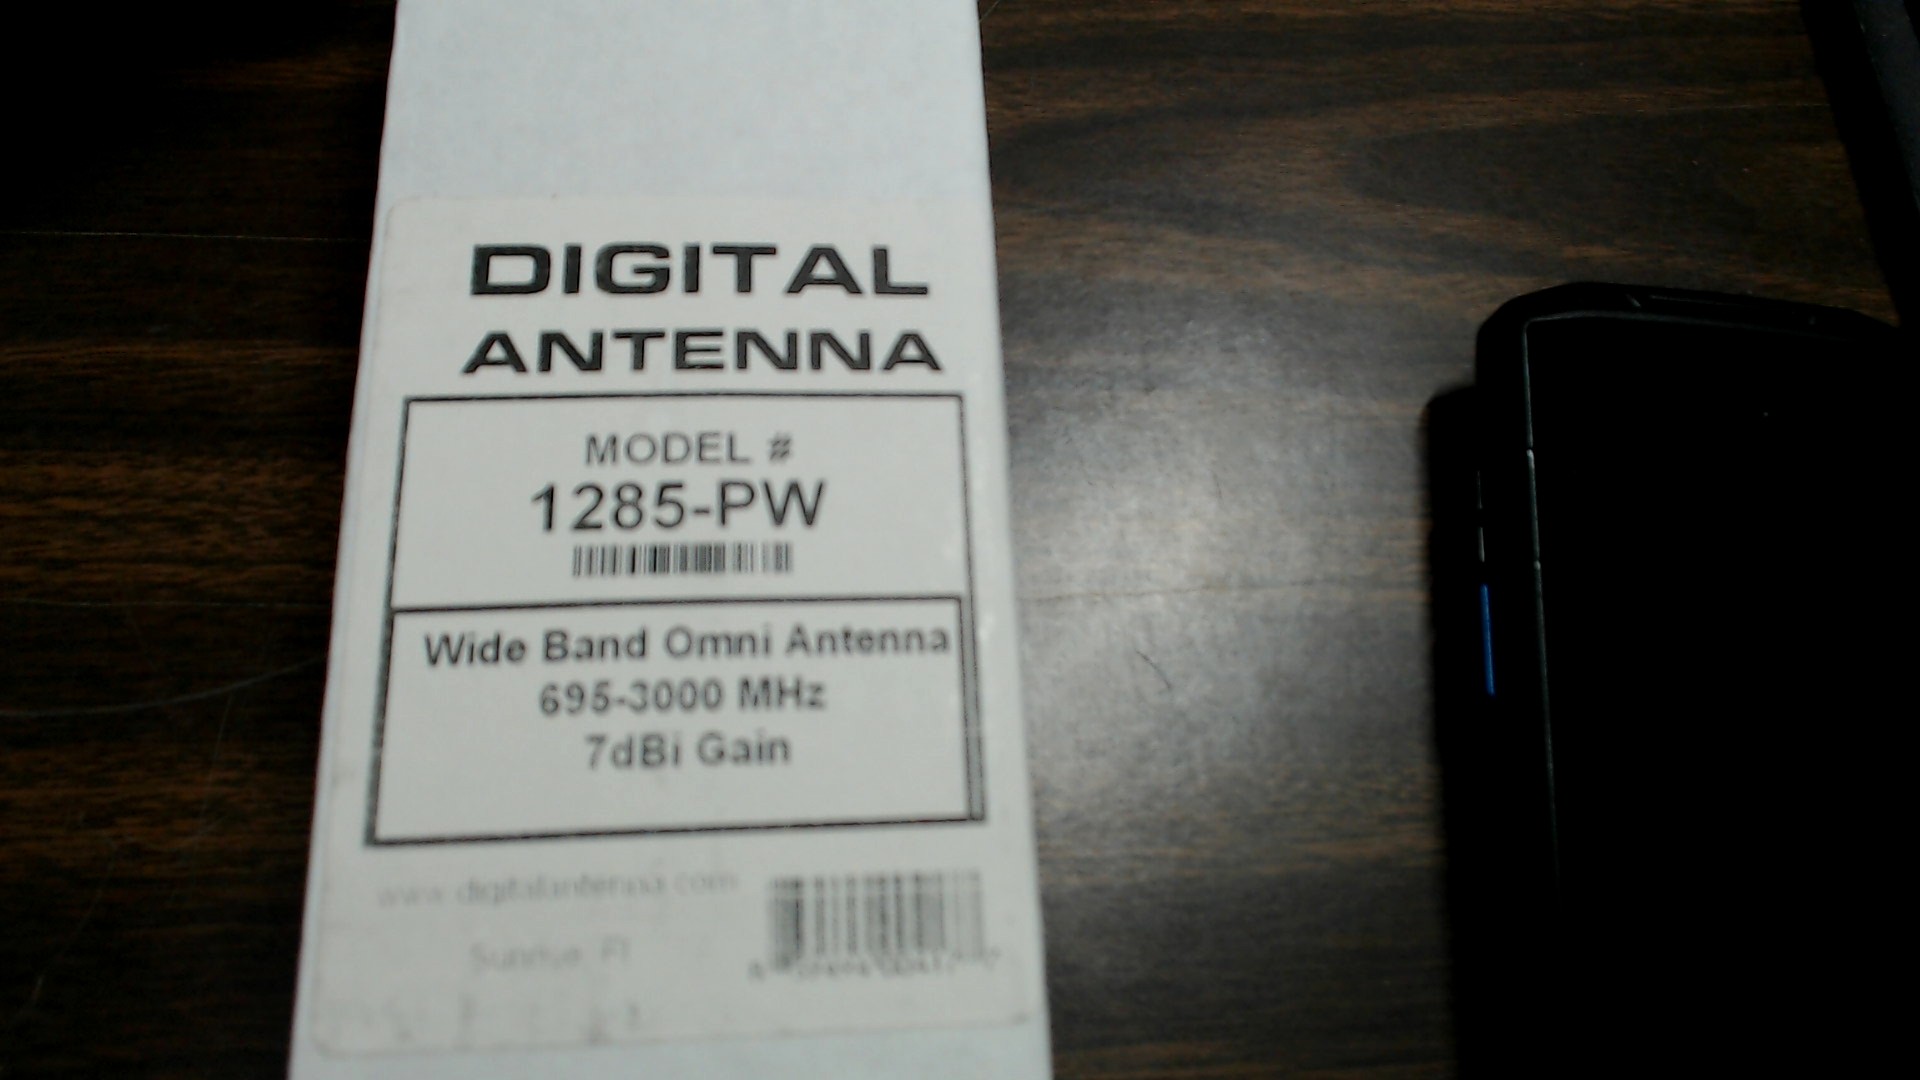 DIGITAL
ANTENNA
MODEL #
1285-PW
Wide Band Omni Antenna
695-3000 MHz
7dBi Gain
www.digitalantenna.com
Sunrise, Fl